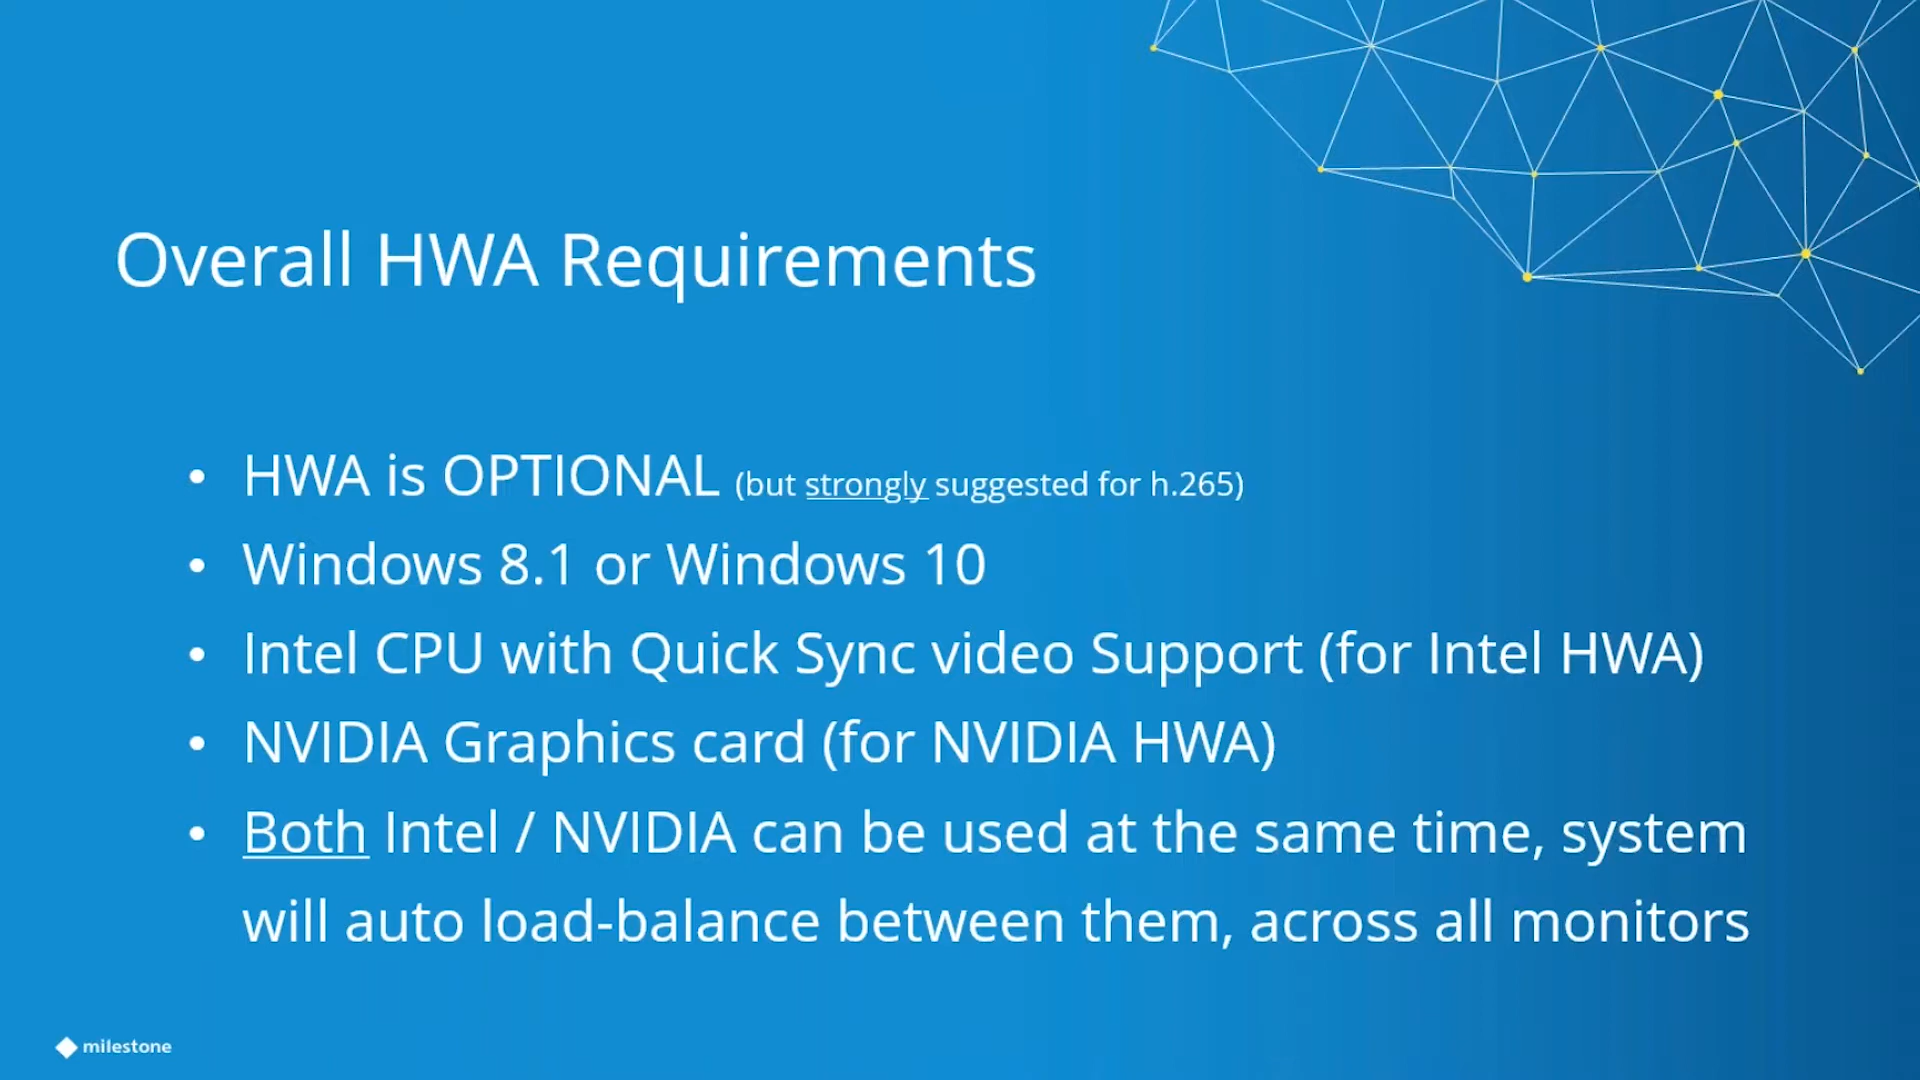 Overall HWA Requirements
• HWA is OPTIONAL (but strongly suggested for h.265)
• Windows 8.1 or Windows 10
• Intel CPU with Quick Sync video Support (for Intel HWA)
• NVIDIA Graphics card (for NVIDIA HWA)
• Both Intel / NVIDIA can be used at the same time, system
will auto load-balance between them, across all monitors
milestone